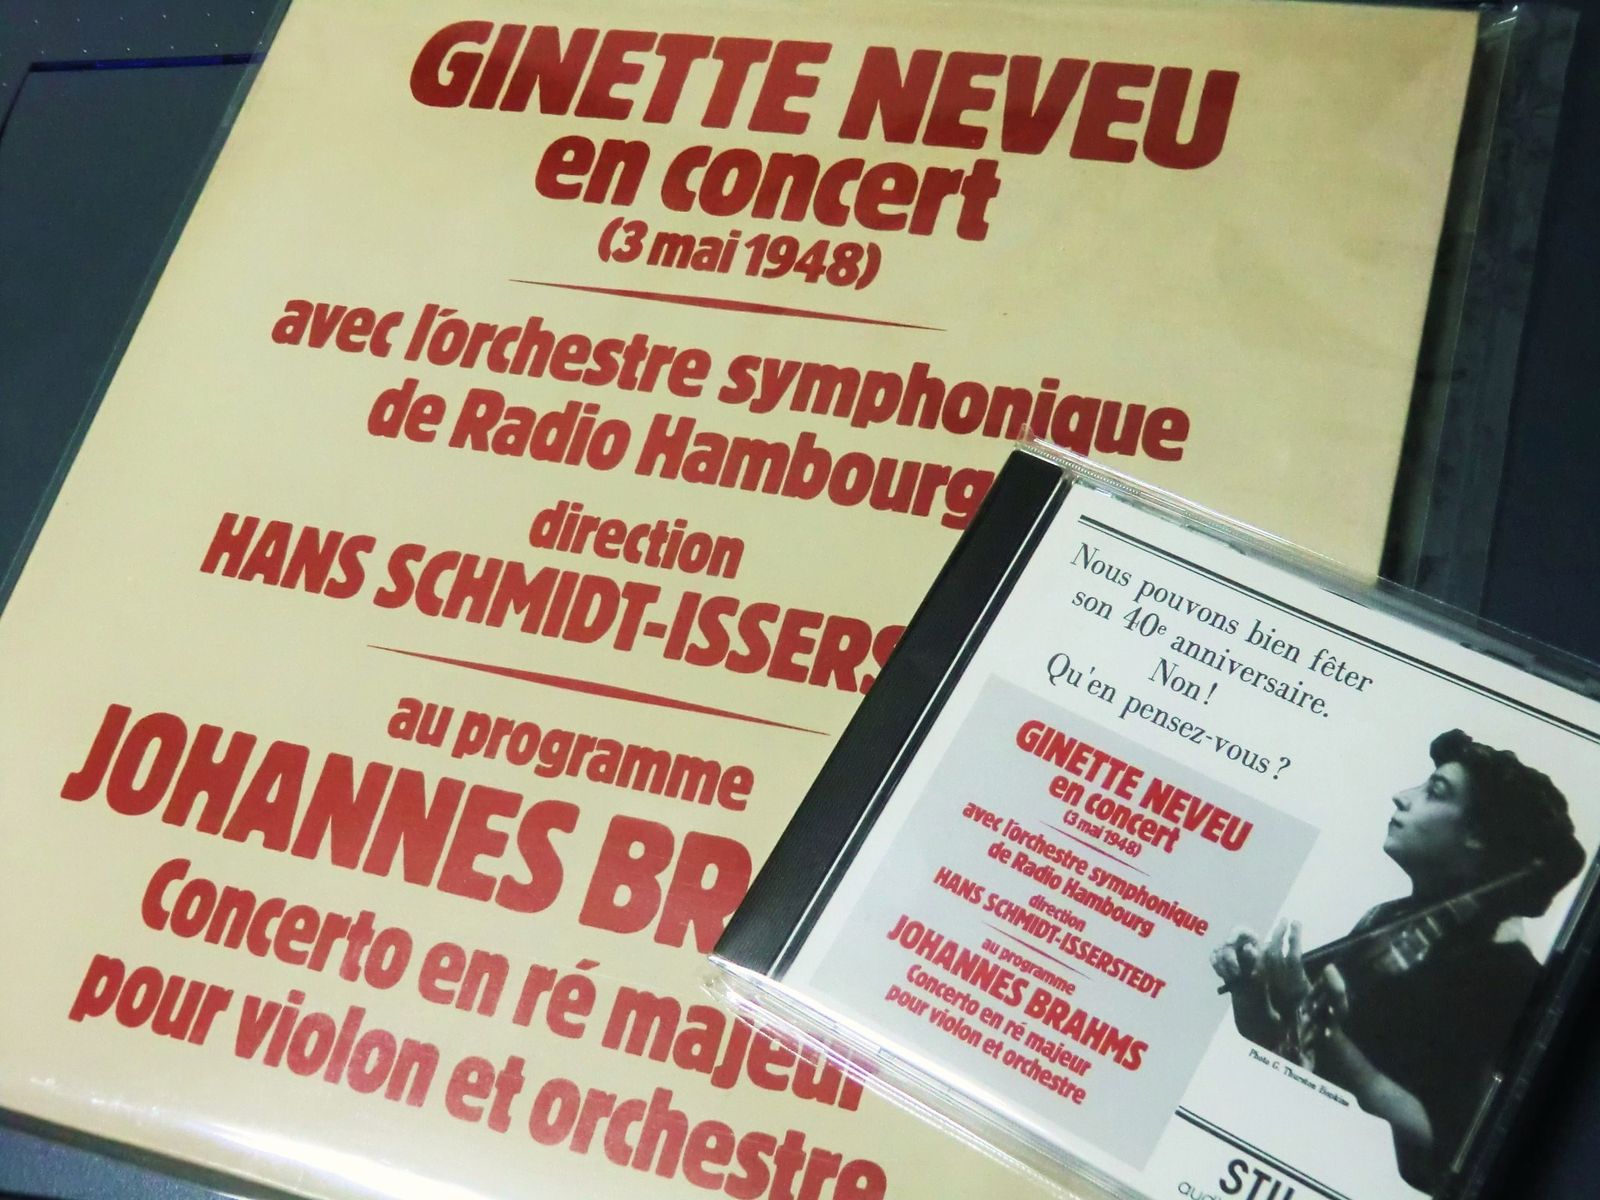 GINETTE NEVEU
en concert
(3 mai 1948)
avec l'orchestre symphonique
de Radio Hambourg
direction
HANS SCHMIDT-ISSERS
au programme
JOHANNES BR
Concerto en ré majeur
pour violon et orchestre
Nous pouvons bien fêter
son 40e anniversaire.
Non !
Qu'en pensez-vous ?
GINETTE NEVEU
en concert
(3 mai 1948)
avec l'orchestre symphonique
de Radio Hambourg
direction
HANS SCHMIDT-ISSERSTEDT
au programme
JOHANNES BRAHMS
Concerto en ré majeur
pour violon et orchestre
Photo G. Thurston Hopkins